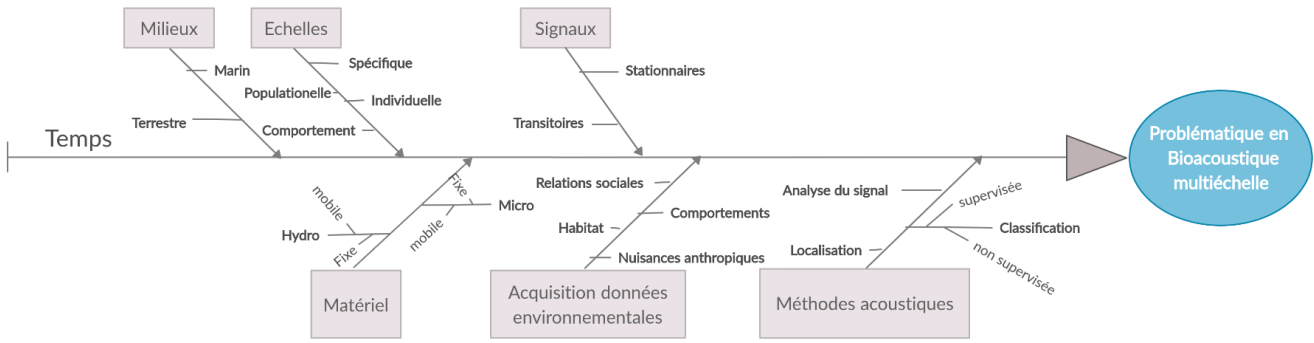 Milieux
Echelles
Signaux
Marin
Spécifique
Stationnaires
Populationelle
Individuelle
Terrestre
Comportement
Transitoires
Temps
Problématique en
Bioacoustique
multiéchelle
Fixe
mobile
Micro
Hydro
mobile
Fixe
Relations sociales
Comportements
Habitat
Nuisances anthropiques
Analyse du signal
supervisée
Classification
non supervisée
Localisation
Matériel
Acquisition données
environnementales
Méthodes acoustiques